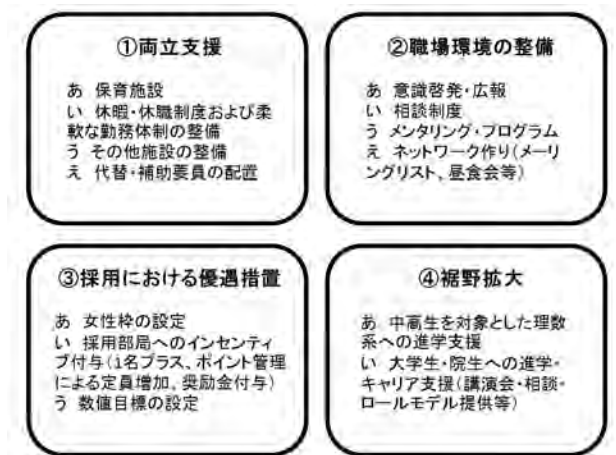 ①両立支援
あ 保育施設
い 休暇・休職制度および柔
軟な勤務体制の整備
う その他施設の整備
え 代替・補助要員の配置
②職場環境の整備
あ 意識啓発・広報
い 相談制度
う メンタリング・プログラム
え ネットワーク作り(メーリ
ングリスト、昼食会等)
③採用における優遇措置
あ 女性枠の設定
い 採用部局へのインセンティ
ブ付与(i名プラス、ポイント管理
による定員増加、奨励金付与)
う 数値目標の設定
④裾野拡大
あ 中高生を対象とした理数
系への進学支援
い 大学生・院生への進学・
キャリア支援(講演会・相談・
ロールモデル提供等)